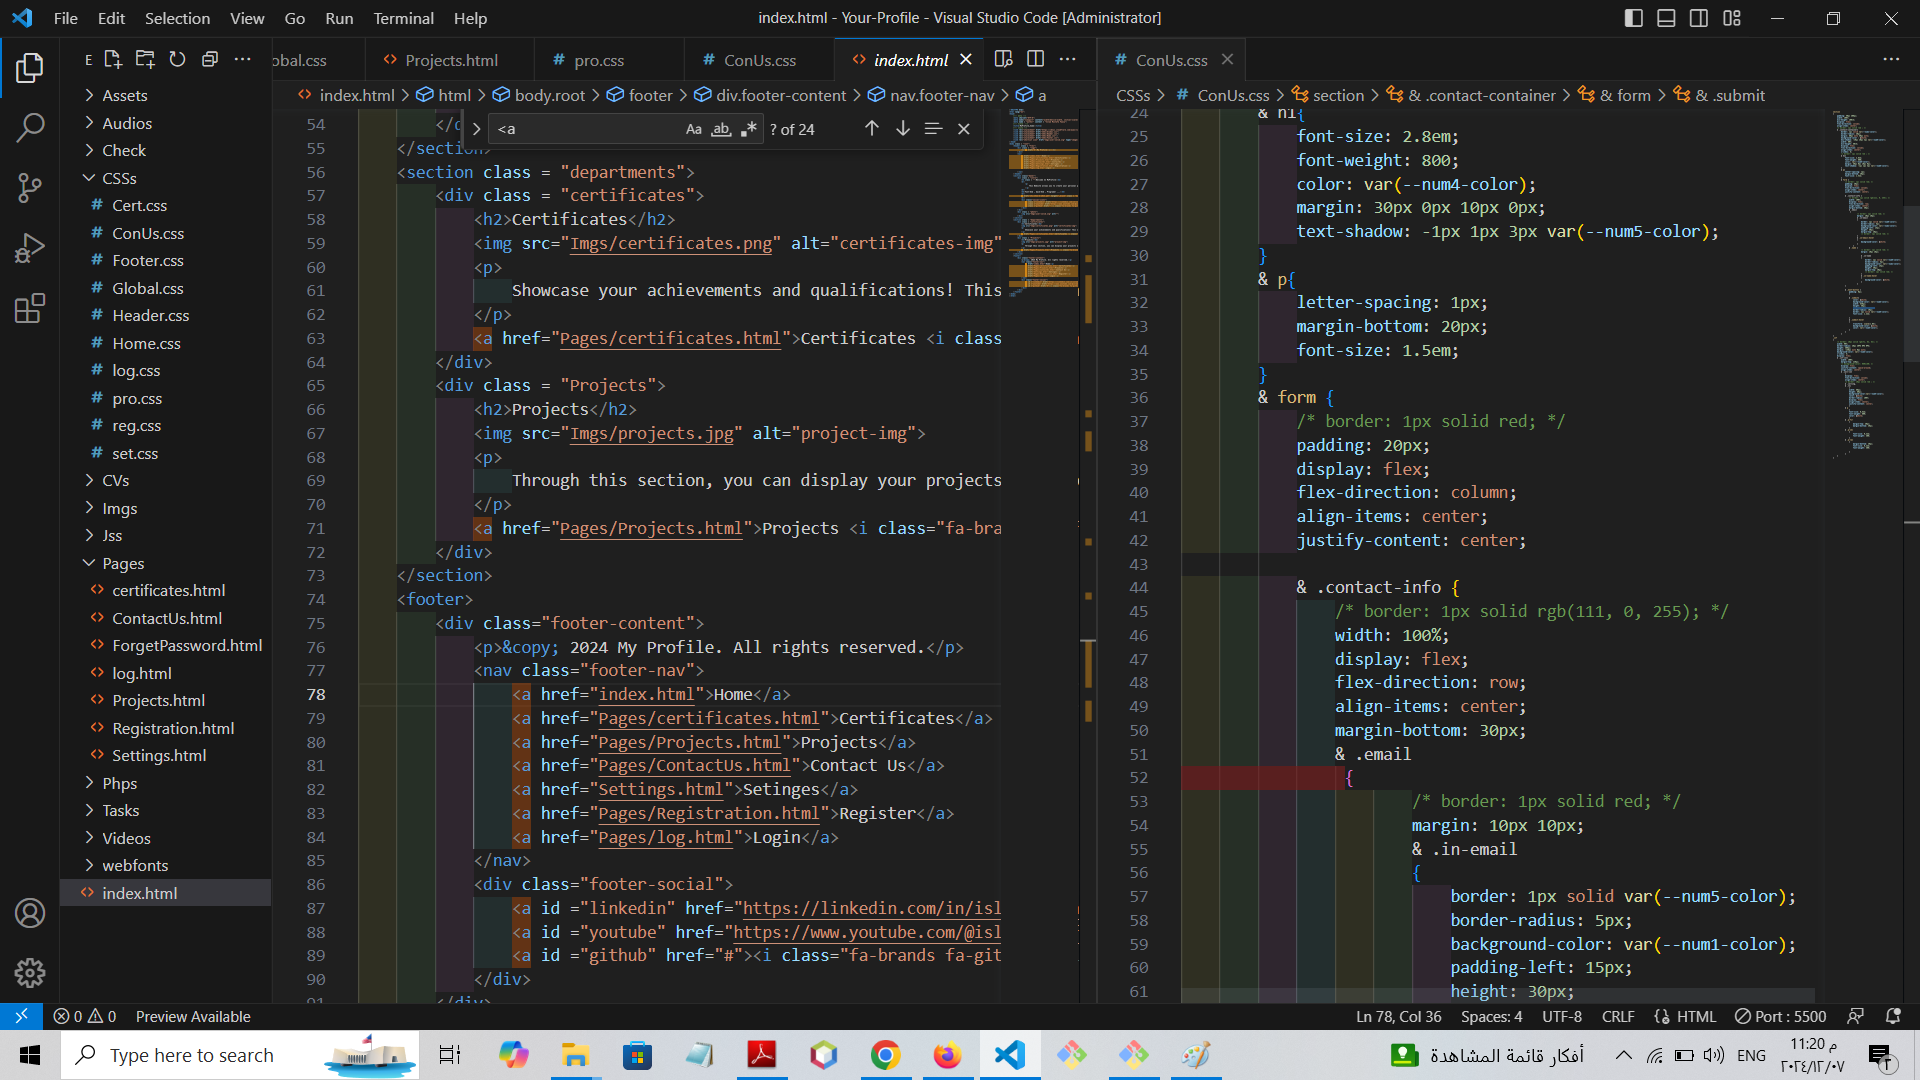 File Edit Selection View Go Run Terminal Help
index.html - Your-Profile - Visual Studio Code [Administrator]
E
Assets
Audios
Check
CSSs
Cert.css
ConUs.css
Footer.css
Global.css
Header.css
Home.css
log.css
pro.css
reg.css
set.css
CVs
Imgs
Jss
Pages
certificates.html
ContactUs.html
ForgetPassword.html
log.html
Projects.html
Registration.html
Settings.html
Phps
Tasks
Videos
webfonts
index.html
obal.css Projects.html pro.css ConUs.css index.html
index.html > html > body.root > footer > div.footer-content > nav.footer-nav > a
<a Aa ab .* ? of 24
54 </d
55 </section
56 <section class = "departments">
57 <div class = "certificates">
58 <h2>Certificates</h2>
59 <img src="Imgs/certificates.png" alt="certificates-img"
60 <p>
61 Showcase your achievements and qualifications! This
62 </p>
63 <a href="Pages/certificates.html">Certificates <i class
64 </div>
65 <div class = "Projects">
66 <h2>Projects</h2>
67 <img src="Imgs/projects.jpg" alt="project-img">
68 <p>
69 Through this section, you can display your projects
70 </p>
71 <a href="Pages/Projects.html">Projects <i class="fa-bra
72 </div>
73 </section>
74 <footer>
75 <div class="footer-content">
76 <p>&copy; 2024 My Profile. All rights reserved.</p>
77 <nav class="footer-nav">
78 <a href="index.html">Home</a>
79 <a href="Pages/certificates.html">Certificates</a>
80 <a href="Pages/Projects.html">Projects</a>
81 <a href="Pages/ContactUs.html">Contact Us</a>
82 <a href="Settings.html">Setinges</a>
83 <a href="Pages/Registration.html">Register</a>
84 <a href="Pages/log.html">Login</a>
85 </nav>
86 <div class="footer-social">
87 <a id ="linkedin" href="https://linkedin.com/in/isl
88 <a id ="youtube" href="https://www.youtube.com/@isl
89 <a id ="github" href="#"><i class="fa-brands fa-git
90 </div>
91 </div>
ConUs.css
CSSs > ConUs.css > section > & .contact-container > & form > & .submit
24 & h1{
25 font-size: 2.8em;
26 font-weight: 800;
27 color: var(--num4-color);
28 margin: 30px 0px 10px 0px;
29 text-shadow: -1px 1px 3px var(--num5-color);
30 }
31 & p{
32 letter-spacing: 1px;
33 margin-bottom: 20px;
34 font-size: 1.5em;
35 }
36 & form {
37 /* border: 1px solid red; */
38 padding: 20px;
39 display: flex;
40 flex-direction: column;
41 align-items: center;
42 justify-content: center;
43
44 & .contact-info {
45 /* border: 1px solid rgb(111, 0, 255); */
46 width: 100%;
47 display: flex;
48 flex-direction: row;
49 align-items: center;
50 margin-bottom: 30px;
51 & .email
52 {
53 /* border: 1px solid red; */
54 margin: 10px 10px;
55 & .in-email
56 {
57 border: 1px solid var(--num5-color);
58 border-radius: 5px;
59 background-color: var(--num1-color);
60 padding-left: 15px;
61 height: 30px;
0 0 Preview Available
Ln 78, Col 36 Spaces: 4 UTF-8 CRLF HTML Port : 5500
Type here to search
أفكار قائمة المشاهدة
ENG
11:20 م
٢٠٢٤/١٢/٠٧
٣